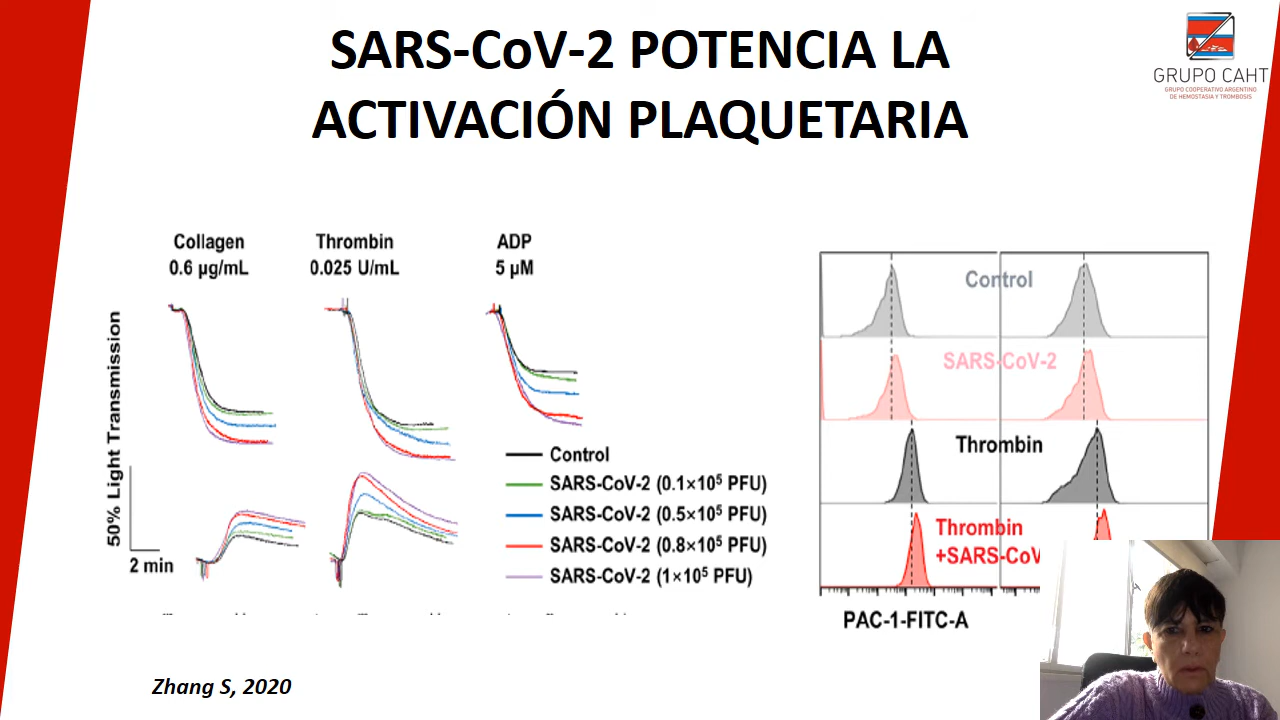 SARS-CoV-2 POTENCIA LA
ACTIVACIÓN PLAQUETARIA
GRUPO CAHT
GRUPO COOPERATIVO ARGENTINO
DE HEMOSTASIA Y TROMBOSIS
Collagen
0.6 µg/mL
Thrombin
0.025 U/mL
ADP
5 µM
50% Light Transmission
2 min
Control
SARS-CoV-2 (0.1×10⁵ PFU)
SARS-CoV-2 (0.5×10⁵ PFU)
SARS-CoV-2 (0.8×10⁵ PFU)
SARS-CoV-2 (1×10⁵ PFU)
Control
SARS-CoV-2
Thrombin
Thrombin
+SARS-CoV
PAC-1-FITC-A
Zhang S, 2020